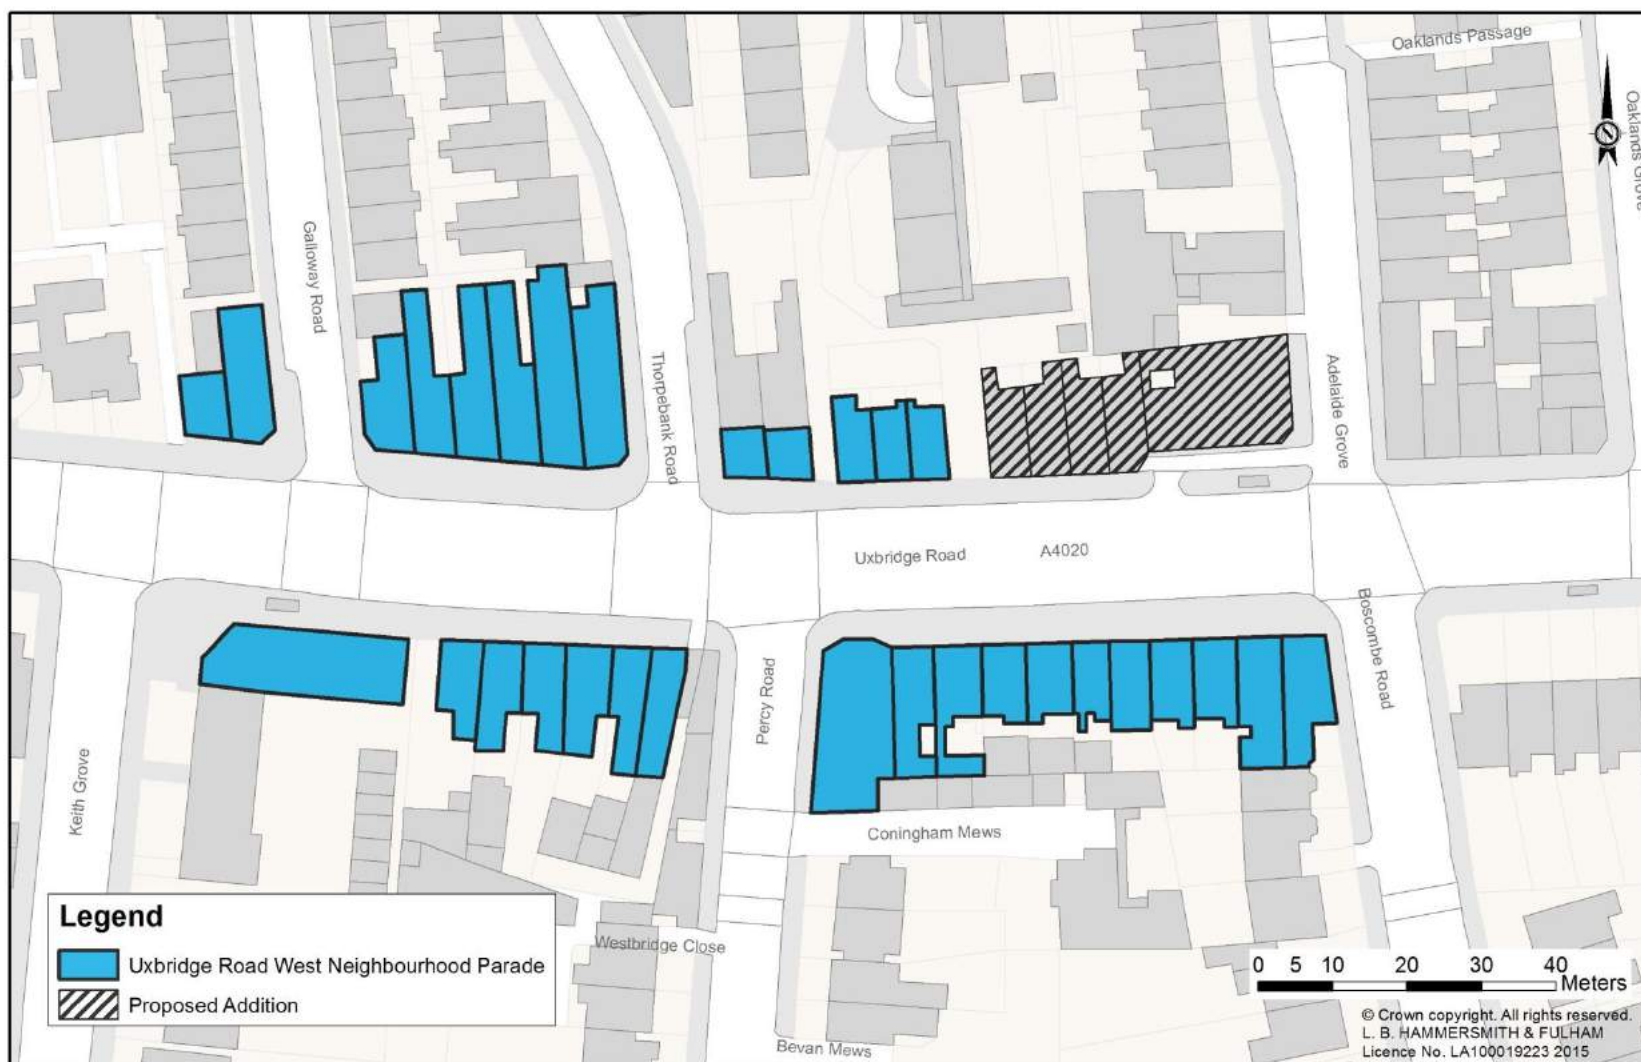 Oaklands Passage
Oaklands Grove
Galloway Road
Thorpebank Road
Adelaide Grove
Uxbridge Road
A4020
Boscombe Road
Percy Road
Keith Grove
Coningham Mews
Westbridge Close
Bevan Mews
Legend
Uxbridge Road West Neighbourhood Parade
Proposed Addition
0 5 10 20 30 40
Meters
© Crown copyright. All rights reserved.
L. B. HAMMERSMITH & FULHAM
Licence No. LA100019223 2015